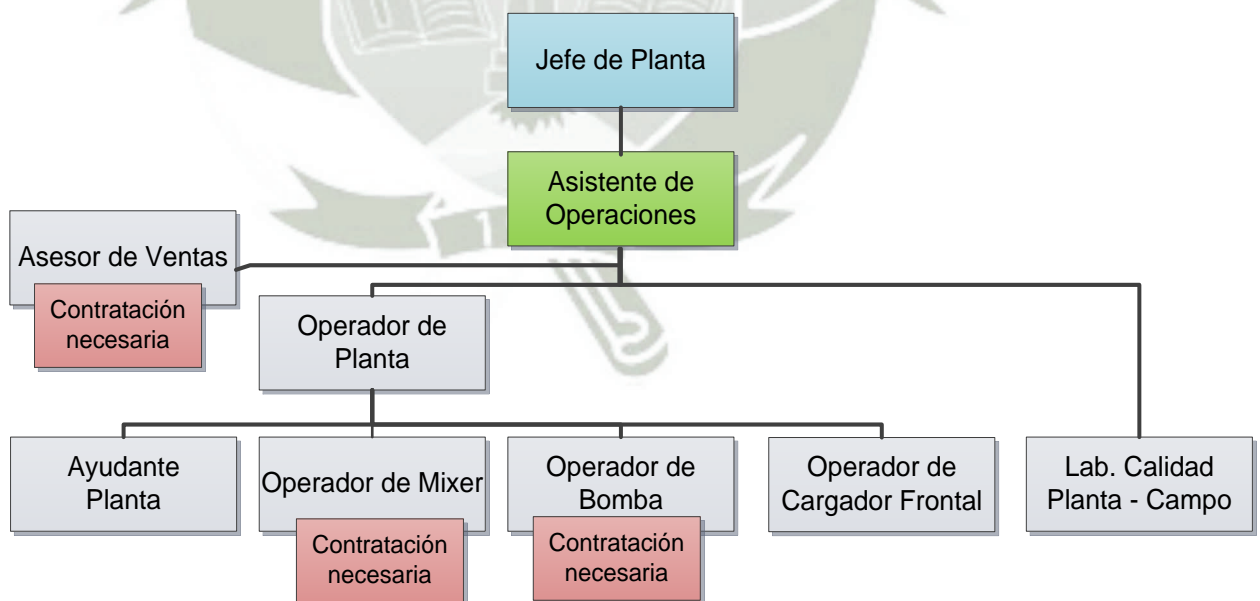 Jefe de Planta
Asistente de
Operaciones
Asesor de Ventas
Contratación
necesaria
Operador de
Planta
Ayudante
Planta
Operador de Mixer
Contratación
necesaria
Operador de
Bomba
Contratación
necesaria
Operador de
Cargador Frontal
Lab. Calidad
Planta - Campo